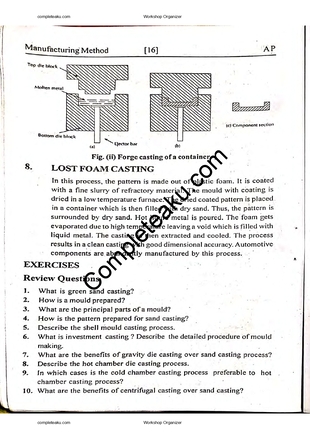 completeaku.com Workshop Organizer
Manufacturing Method [16] AP
Top die block
Molten metal
Bottom die block
Ejector bar
(a)
(b)
(c) Component section
Fig. (ii) Forge casting of a container
8. LOST FOAM CASTING
In this process, the pattern is made out of plastic foam. It is coated
with a fine slurry of refractory material. The mould with coating is
dried in a low temperature furnace. The dried coated pattern is placed
in a container which is then filled with dry sand. Thus, the pattern is
surrounded by dry sand. Hot metal is poured. The foam gets
evaporated due to high temperature leaving a void which is filled with
liquid metal. The casting is then extracted and cooled. The process
results in a clean casting with good dimensional accuracy. Automotive
components are manufactured by this process.
Completeaku.com
EXERCISES
Review Questions
1. What is green sand casting?
2. How is a mould prepared?
3. What are the principal parts of a mould?
4. How is the pattern prepared for sand casting?
5. Describe the shell mould casting process.
6. What is investment casting ? Describe the detailed procedure of mould
making.
7. What are the benefits of gravity die casting over sand casting process?
8. Describe the hot chamber die casting process.
9. In which cases is the cold chamber casting process preferable to hot
chamber casting process?
10. What are the benefits of centrifugal casting over sand casting?
completeaku.com Workshop Organizer